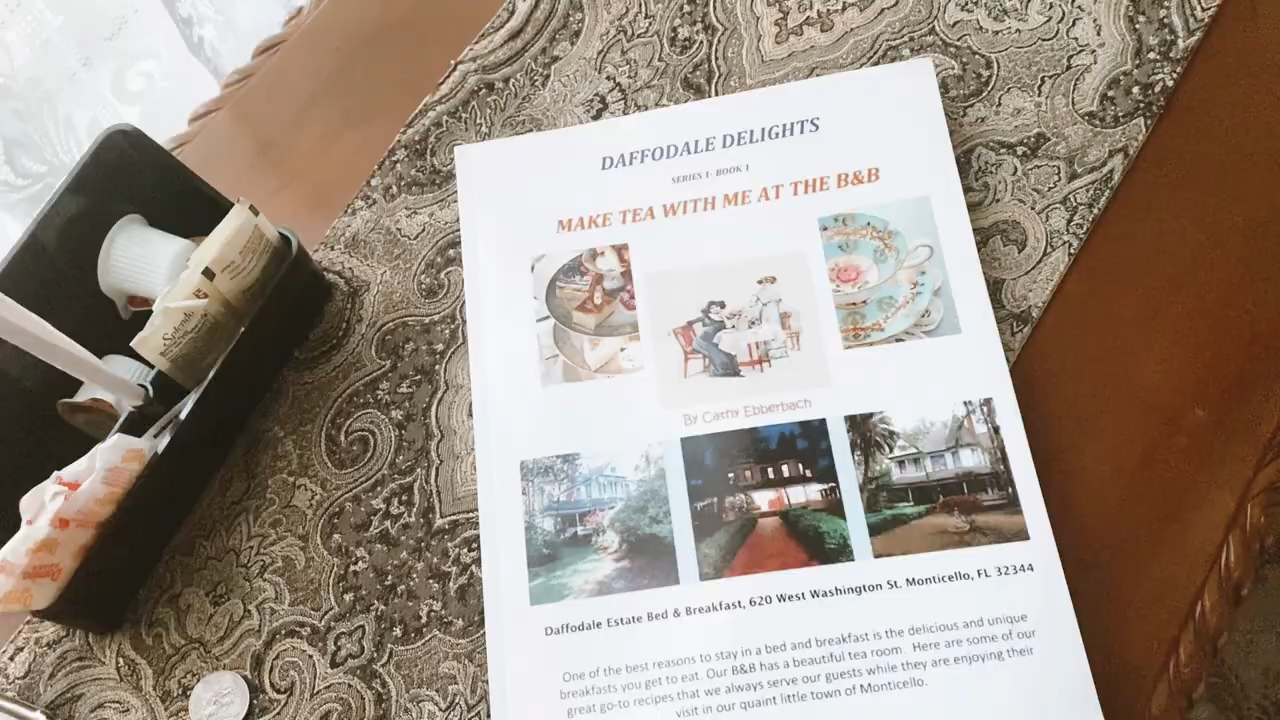 DAFFODALE DELIGHTS
SERIES 1- BOOK 1
MAKE TEA WITH ME AT THE B&B
By Cathy Ebberbach
Daffodale Estate Bed & Breakfast, 620 West Washington St. Monticello, FL 32344
One of the best reasons to stay in a bed and breakfast is the delicious and unique
breakfasts you get to eat. Our B&B has a beautiful tea room. Here are some of our
great go-to recipes that we always serve our guests while they are enjoying their
visit in our quaint little town of Monticello.
Splenda
Domino